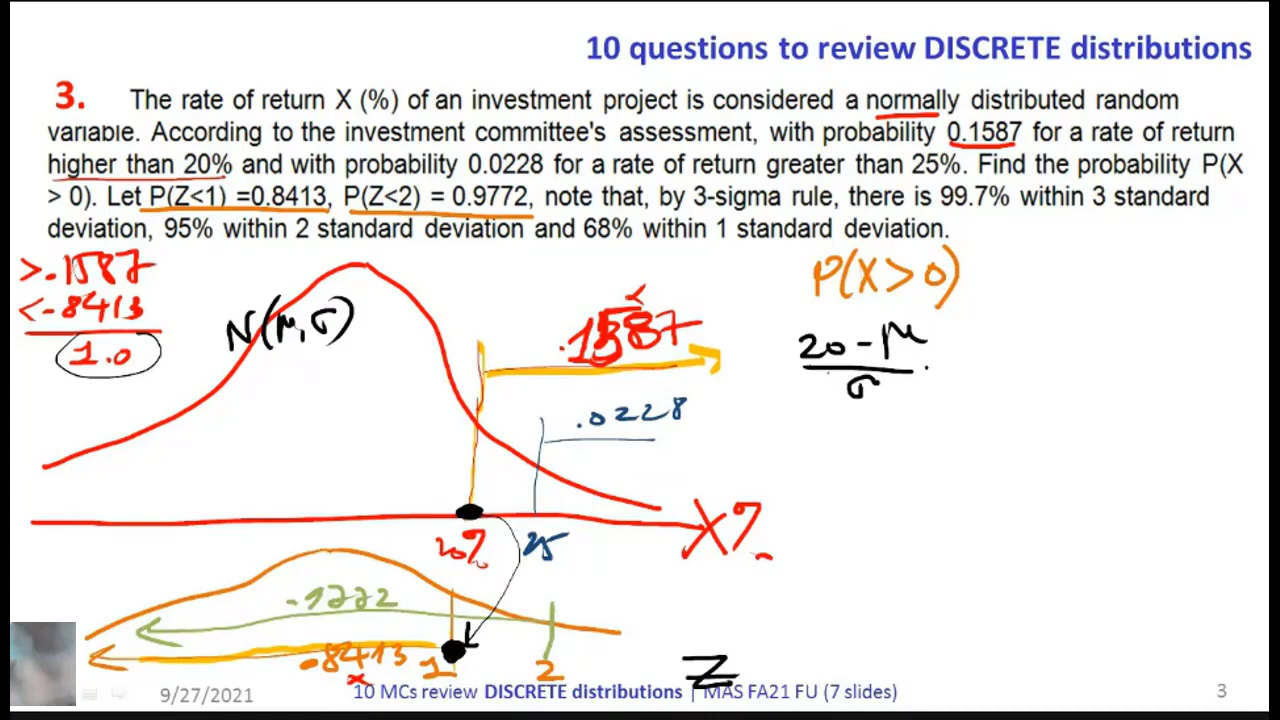 10 questions to review DISCRETE distributions
3. The rate of return X (%) of an investment project is considered a normally distributed random
variable. According to the investment committee's assessment, with probability 0.1587 for a rate of return
higher than 20% and with probability 0.0228 for a rate of return greater than 25%. Find the probability P(X
> 0). Let P(Z<1) =0.8413, P(Z<2) = 0.9772, note that, by 3-sigma rule, there is 99.7% within 3 standard
deviation, 95% within 2 standard deviation and 68% within 1 standard deviation.
>.1587
<.8413
1.0
N(μ,σ)
.1587
P(X>0)
20-μ
σ
.0228
20%
25
X%
.8413
1
2
Z
9/27/2021
10 MCs review DISCRETE distributions | MAS FA21 FU (7 slides)
3